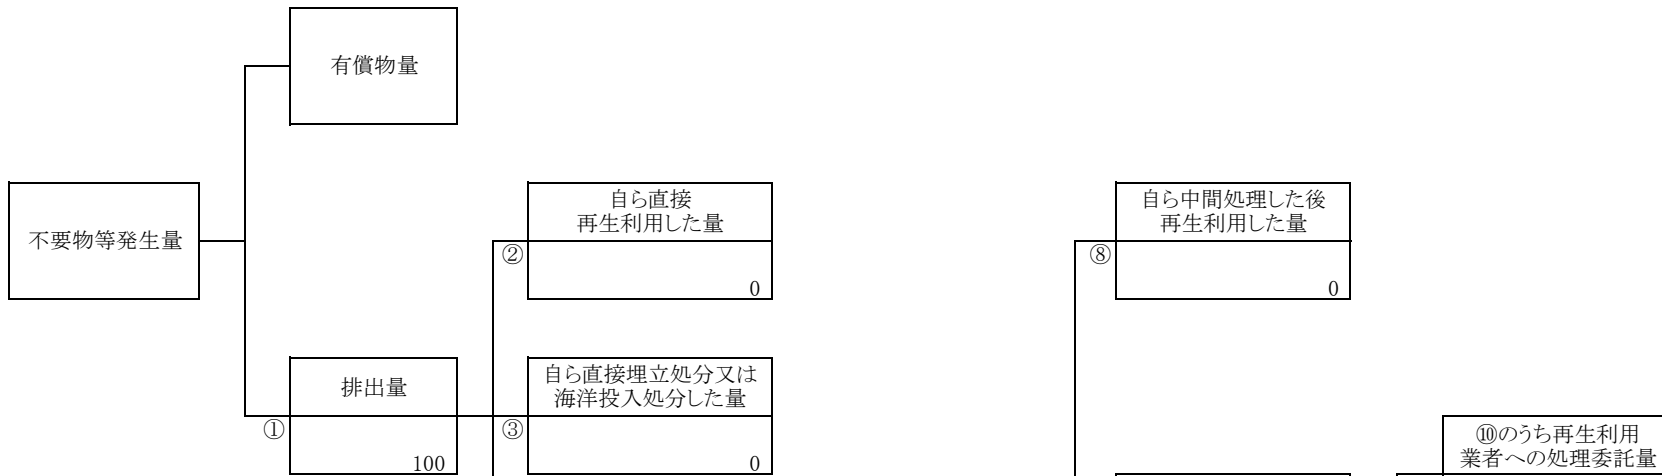 有償物量
不要物等発生量
自ら直接
再生利用した量
②
0
自ら中間処理した後
再生利用した量
⑧
0
排出量
①
100
自ら直接埋立処分又は
海洋投入処分した量
③
0
⑩のうち再生利用
業者への処理委託量